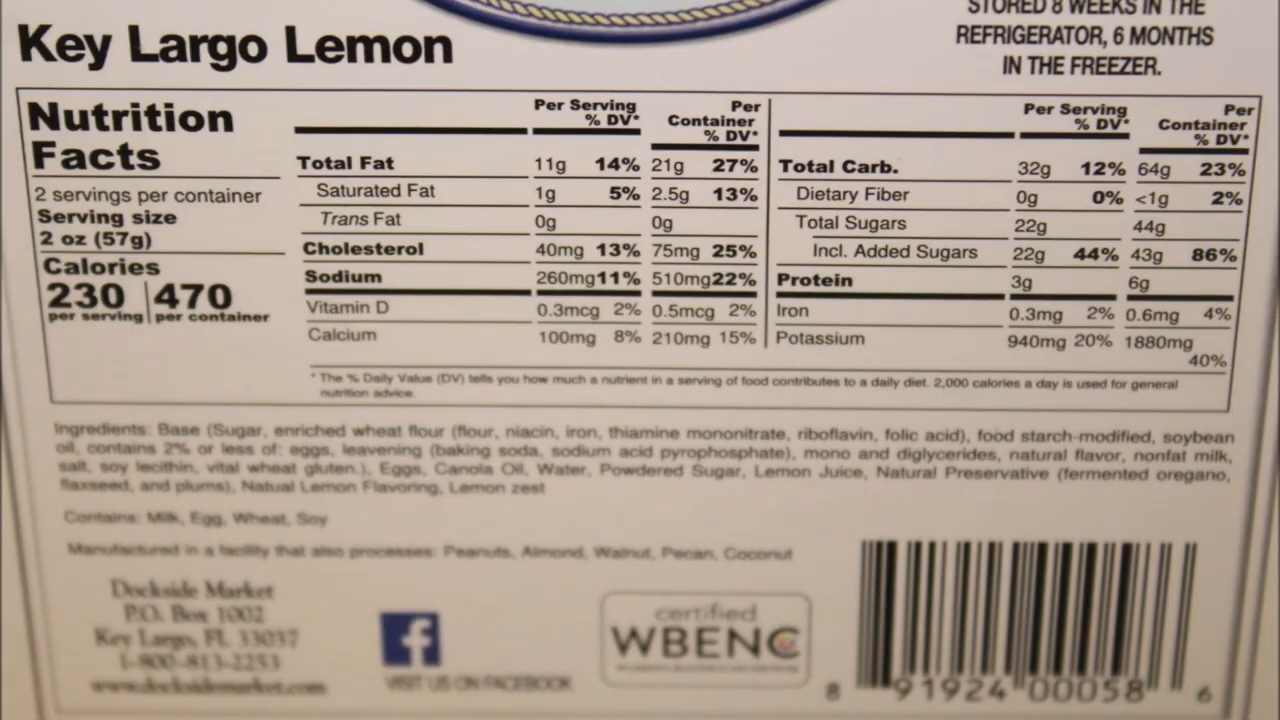 STORED 8 WEEKS IN THE
REFRIGERATOR, 6 MONTHS
IN THE FREEZER.
Key Largo Lemon
Nutrition
Facts
2 servings per container
Serving size
2 oz (57g)
Calories
230 470
per serving per container
Per Serving % DV* Per Container % DV*
Total Fat 11g 14% 21g 27%
Saturated Fat 1g 5% 2.5g 13%
Trans Fat 0g 0g
Cholesterol 40mg 13% 75mg 25%
Sodium 260mg 11% 510mg 22%
Vitamin D 0.3mcg 2% 0.5mcg 2%
Calcium 100mg 8% 210mg 15%
Per Serving % DV* Per Container % DV*
Total Carb. 32g 12% 64g 23%
Dietary Fiber 0g 0% <1g 2%
Total Sugars 22g 44g
Incl. Added Sugars 22g 44% 43g 86%
Protein 3g 6g
Iron 0.3mg 2% 0.6mg 4%
Potassium 940mg 20% 1880mg
40%
* The % Daily Value (DV) tells you how much a nutrient in a serving of food contributes to a daily diet. 2,000 calories a day is used for general
nutrition advice.
Ingredients: Base (Sugar, enriched wheat flour (flour, niacin, iron, thiamine mononitrate, riboflavin, folic acid), food starch-modified, soybean
oil, contains 2% or less of: eggs, leavening (baking soda, sodium acid pyrophosphate), mono and diglycerides, natural flavor, nonfat milk,
salt, soy lecithin, vital wheat gluten.), Eggs, Canola Oil, Water, Powdered Sugar, Lemon Juice, Natural Preservative (fermented oregano,
flaxseed, and plums), Natual Lemon Flavoring, Lemon zest
Contains: Milk, Egg, Wheat, Soy
Manufactured in a facility that also processes: Peanuts, Almond, Walnut, Pecan, Coconut
Dockside Market
P.O. Box 1002
Key Largo, FL 33037
1-800-813-2253
www.docksidemarket.com
f
VISIT US ON FACEBOOK
certified
WBENC
8 91924 00058 6